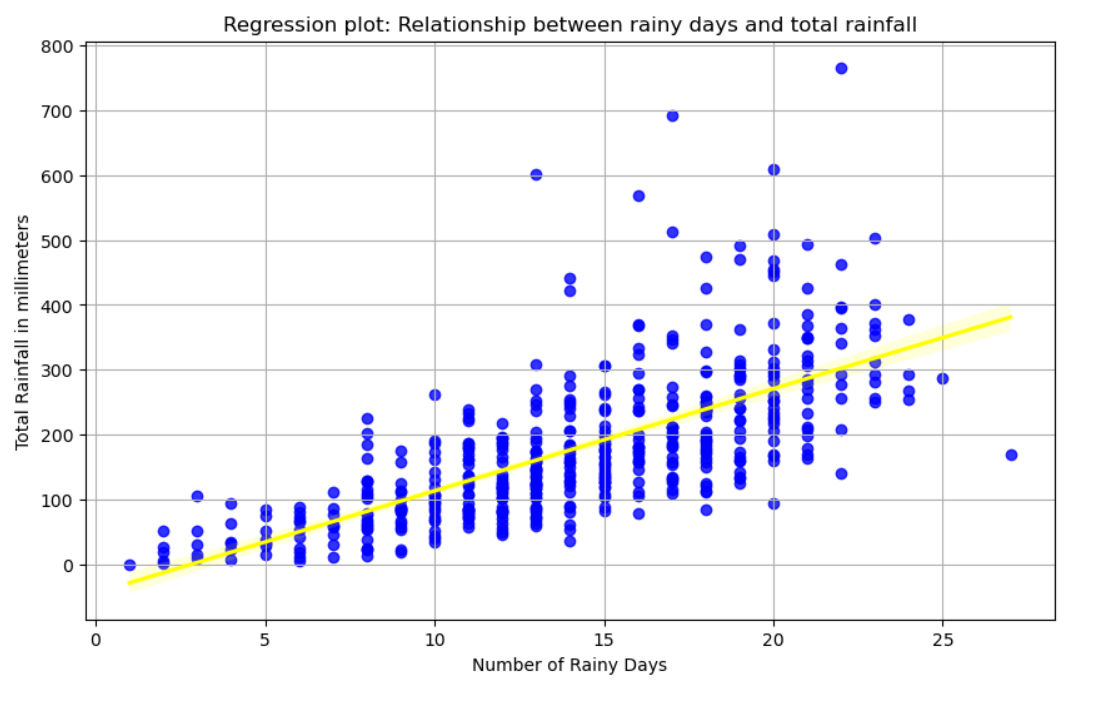 Regression plot: Relationship between rainy days and total rainfall
800
700
600
500
400
300
200
100
0
Total Rainfall in millimeters
0 5 10 15 20 25
Number of Rainy Days